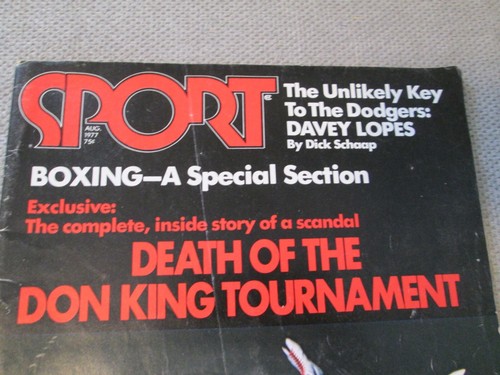 SPORT®
AUG.
1977
75¢
The Unlikely Key
To The Dodgers:
DAVEY LOPES
By Dick Schaap
BOXING—A Special Section
Exclusive:
The complete, inside story of a scandal
DEATH OF THE
DON KING TOURNAMENT